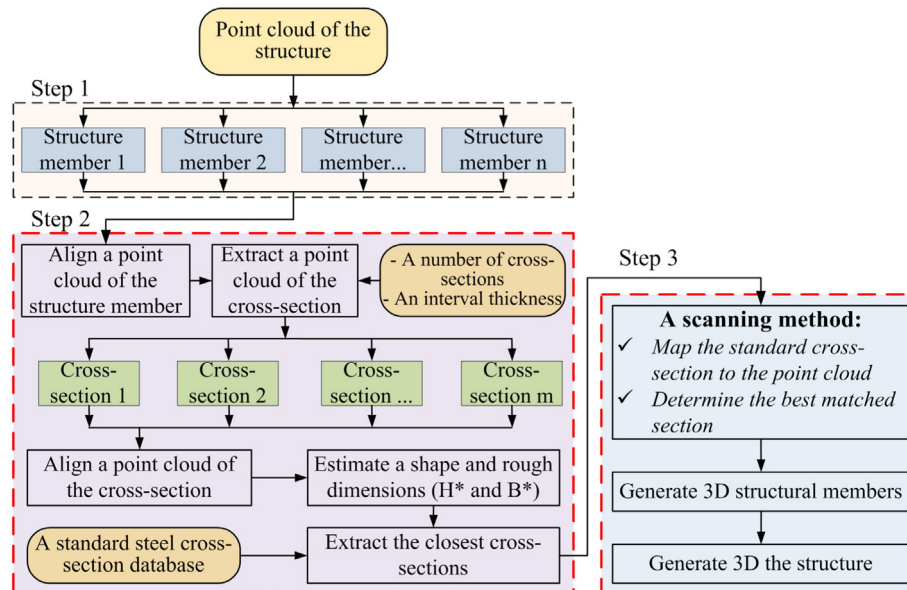 Point cloud of the
structure
Step 1
Structure
member 1
Structure
member 2
Structure
member...
Structure
member n
Step 2
Align a point
cloud of the
structure member
Extract a point
cloud of the
cross-section
- A number of cross-
sections
- An interval thickness
Cross-
section 1
Cross-
section 2
Cross-
section ...
Cross-
section m
Align a point cloud of
the cross-section
Estimate a shape and rough
dimensions (H* and B*)
A standard steel cross-
section database
Extract the closest cross-
sections
Step 3
A scanning method:
✓ Map the standard cross-
section to the point cloud
✓ Determine the best matched
section
Generate 3D structural members
Generate 3D the structure